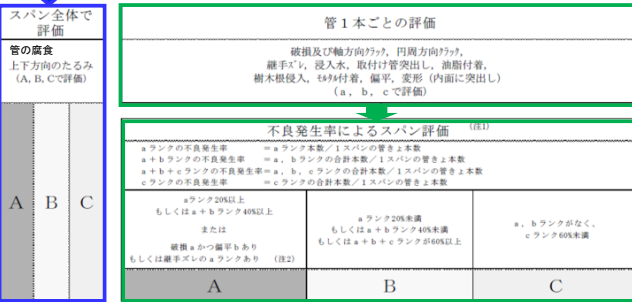 スパン全体で
評価
管の腐食
上下方向のたるみ
(A, B, Cで評価)
A B C
管1本ごとの評価
破損及び軸方向クラック, 円周方向クラック,
継手ズレ, 浸入水, 取付け管突出し, 油脂付着,
樹木根侵入, モルタル付着, 偏平, 変形（内面に突出し）
（a, b, cで評価）
不良発生率によるスパン評価 (注1)
aランクの不良発生率 ＝aランク本数／1スパンの管きょ本数
a＋bランクの不良発生率 ＝a, bランクの合計本数／1スパンの管きょ本数
a＋b＋cランクの不良発生率＝a, b, cランクの合計本数／1スパンの管きょ本数
cランクの不良発生率 ＝cランクの合計本数／1スパンの管きょ本数
aランク20%以上
もしくはa＋bランク40%以上
または
破損aかつ偏平bあり
もしくは継手ズレのaランクあり （注2）
aランク20%未満
もしくはa＋bランク40%未満
もしくはa＋b＋cランクが60%以上
a, bランクがなく、
cランク60%未満
A B C